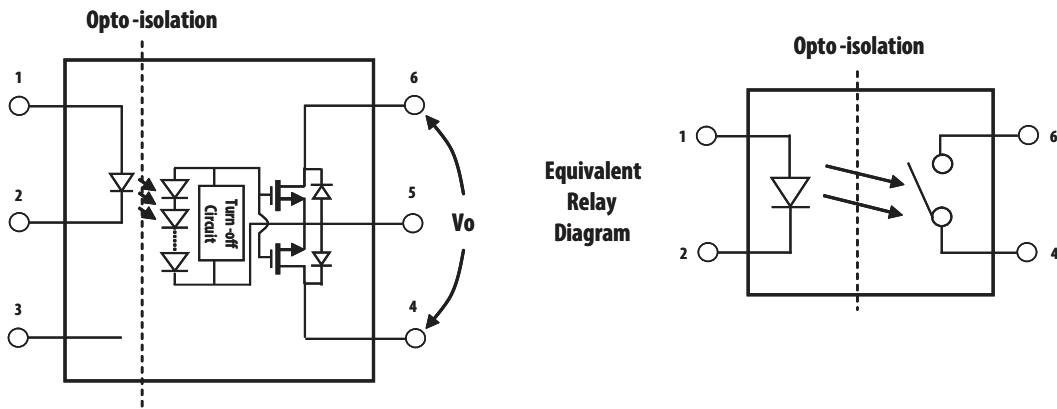 Opto -isolation
1
2
3
Turn-off
Circuit
6
5
4
Vo
Equivalent
Relay
Diagram
Opto -isolation
1
2
6
4